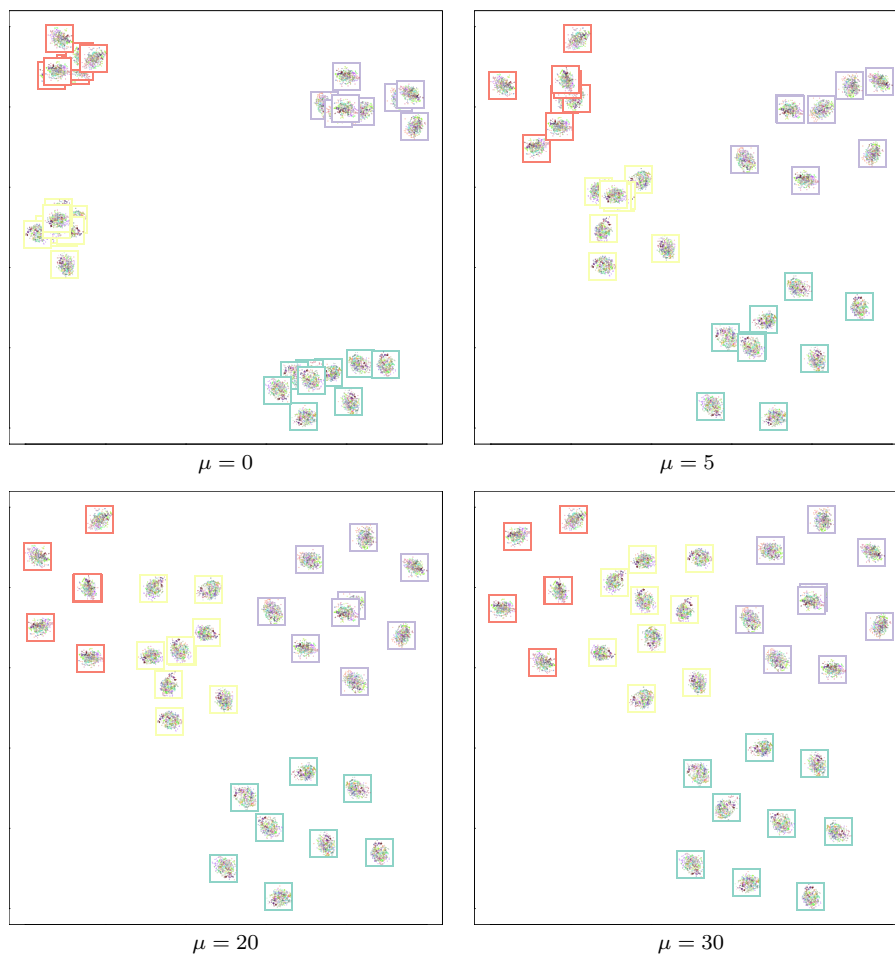 μ = 0
μ = 5
μ = 20
μ = 30